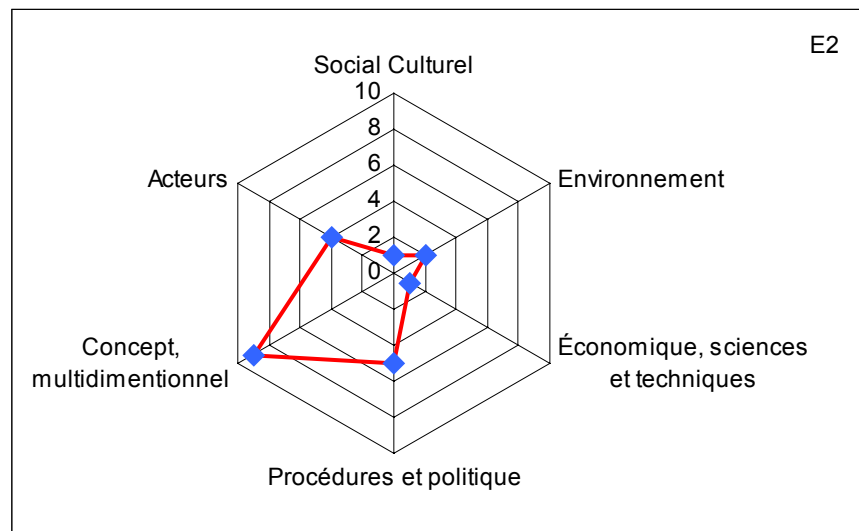 E2
Social Culturel
10
8
6
4
2
0
Acteurs
Environnement
Concept,
multidimentionnel
Économique, sciences
et techniques
Procédures et politique